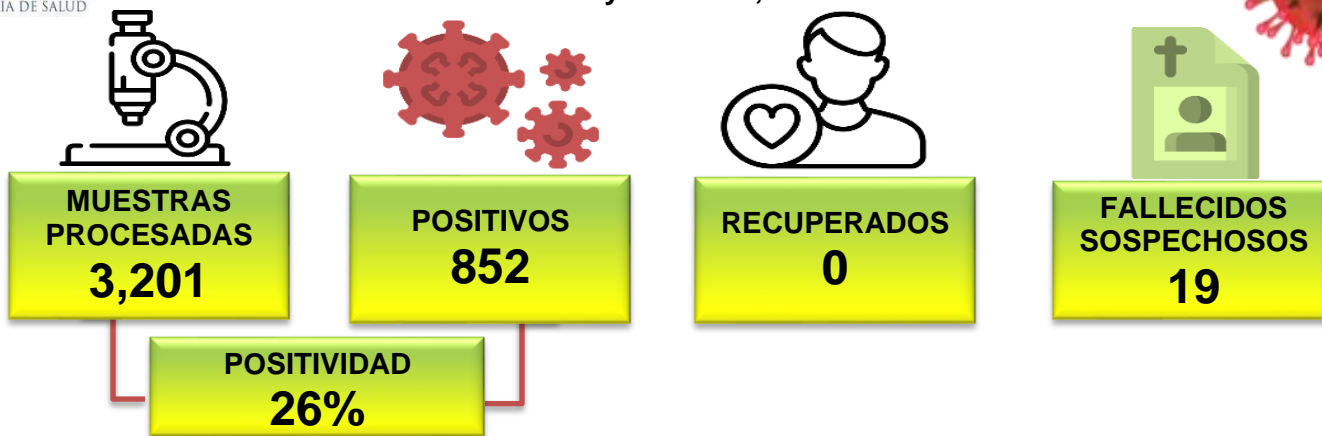 IA DE SALUD
MUESTRAS
PROCESADAS
3,201
POSITIVOS
852
RECUPERADOS
0
FALLECIDOS
SOSPECHOSOS
19
POSITIVIDAD
26%